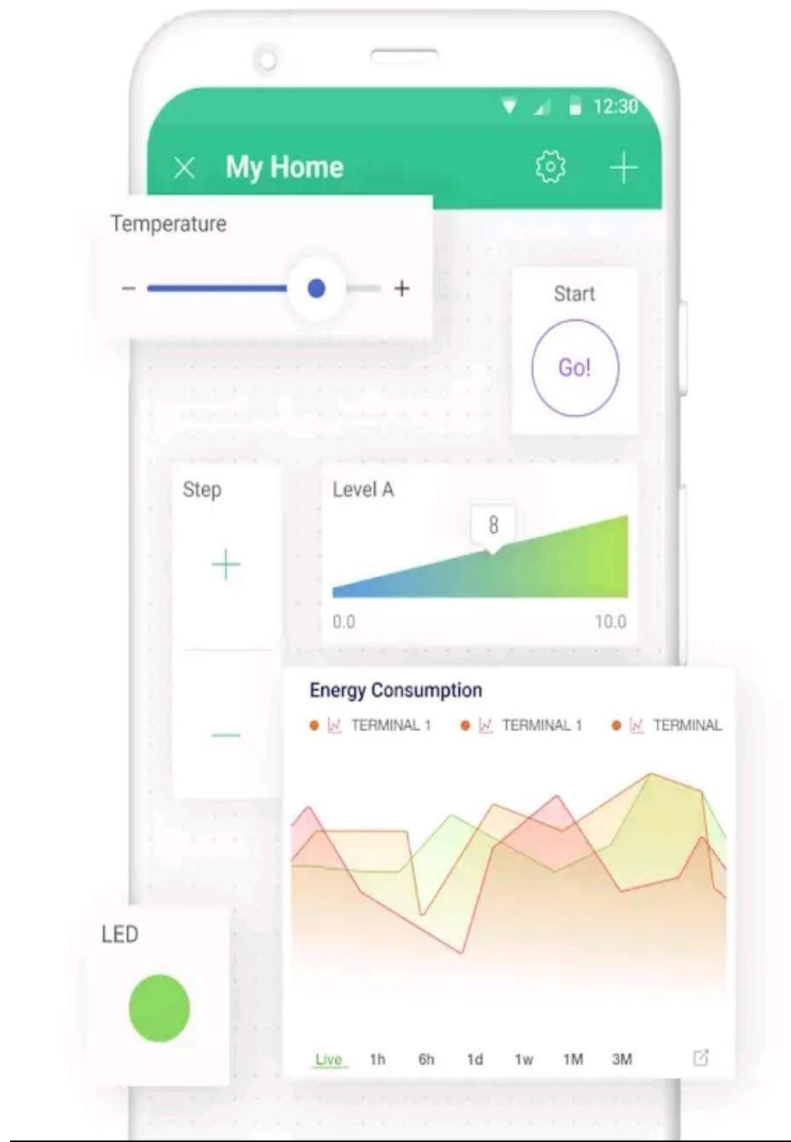 12:30
My Home
Temperature
− +
Start
Go!
Step
+
−
Level A
8
0.0 10.0
Energy Consumption
TERMINAL 1 TERMINAL 1 TERMINAL
LED
Live 1h 6h 1d 1w 1M 3M